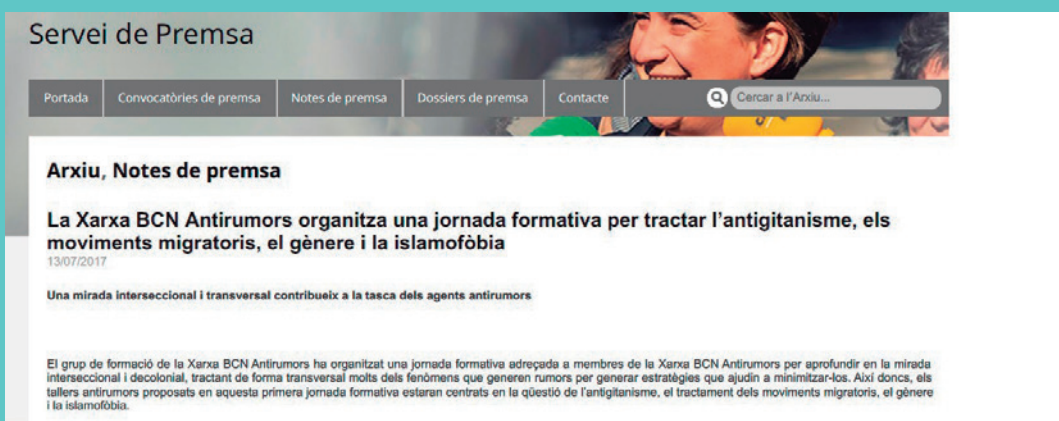 Servei de Premsa
Portada Convocatòries de premsa Notes de premsa Dossiers de premsa Contacte Cercar a l'Arxiu...
Arxiu, Notes de premsa
La Xarxa BCN Antirumors organitza una jornada formativa per tractar l'antigitanisme, els
moviments migratoris, el gènere i la islamofòbia
13/07/2017
Una mirada interseccional i transversal contribueix a la tasca dels agents antirumors
El grup de formació de la Xarxa BCN Antirumors ha organitzat una jornada formativa adreçada a membres de la Xarxa BCN Antirumors per aprofundir en la mirada
interseccional i decolonial, tractant de forma transversal molts dels fenòmens que generen rumors per generar estratègies que ajudin a minimitzar-los. Així doncs, els
tallers antirumors proposats en aquesta primera jornada formativa estaran centrats en la qüestió de l'antigitanisme, el tractament dels moviments migratoris, el gènere
i la islamofòbia.